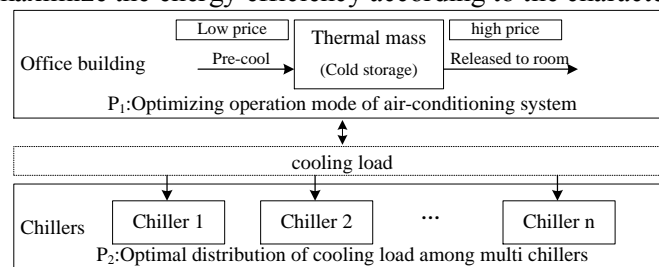 maximize the energy efficiency according to the characte
Low price Thermal mass high price
Office building Pre-cool (Cold storage) Released to room
P1:Optimizing operation mode of air-conditioning system
cooling load
Chillers Chiller 1 Chiller 2 ... Chiller n
P2:Optimal distribution of cooling load among multi chillers